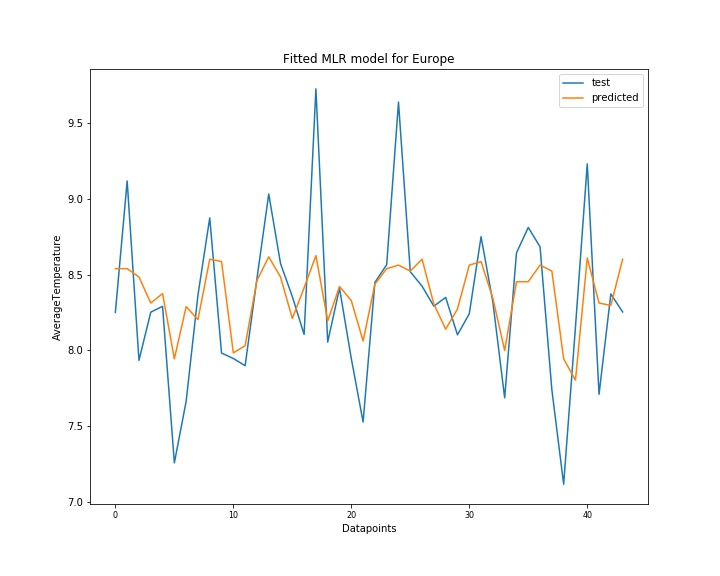 Fitted MLR model for Europe
test
predicted
9.5
9.0
8.5
8.0
7.5
7.0
AverageTemperature
0 10 20 30 40
Datapoints